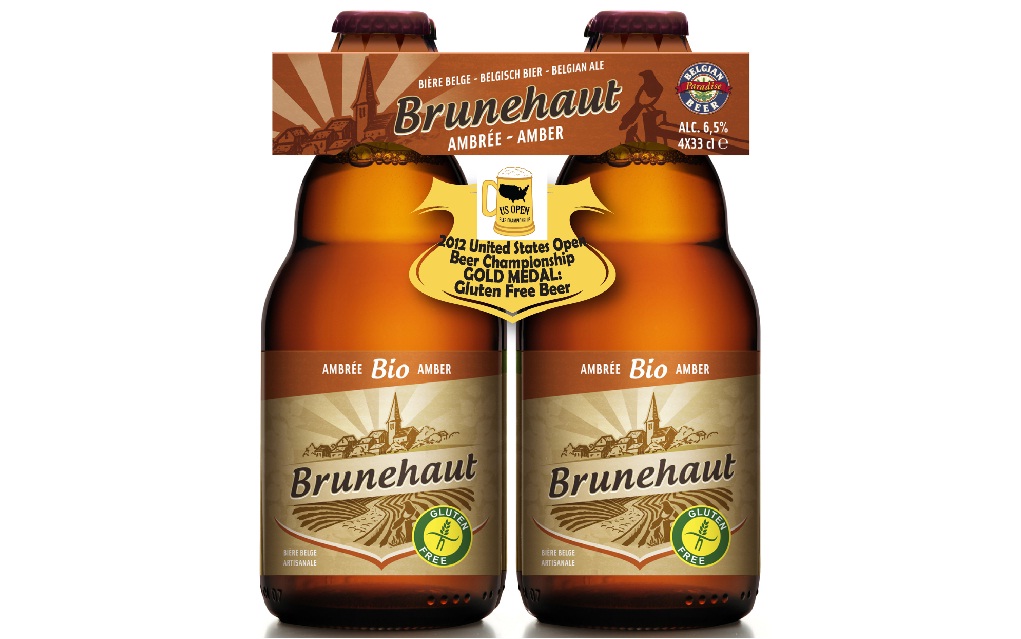 BIÈRE BELGE - BELGISCH BIER - BELGIAN ALE
Brunehaut
AMBRÉE - AMBER
BELGIAN
Paradise
BEER
ALC. 6,5%
4X33 cl e
US OPEN
2012 United States Open
Beer Championship
GOLD MEDAL:
Gluten Free Beer
AMBRÉE Bio AMBER
Brunehaut
GLUTEN
FREE
BIÈRE BELGE
ARTISANALE
AMBRÉE Bio AMBER
Brunehaut
GLUTEN
FREE
BIÈRE BELGE
ARTISANALE